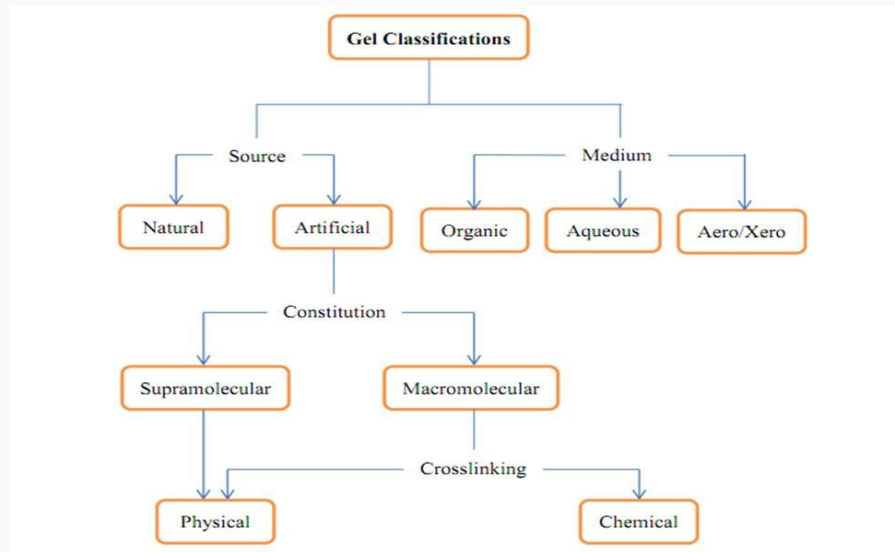 Gel Classifications
Source
Medium
Natural
Artificial
Organic
Aqueous
Aero/Xero
Constitution
Supramolecular
Macromolecular
Crosslinking
Physical
Chemical